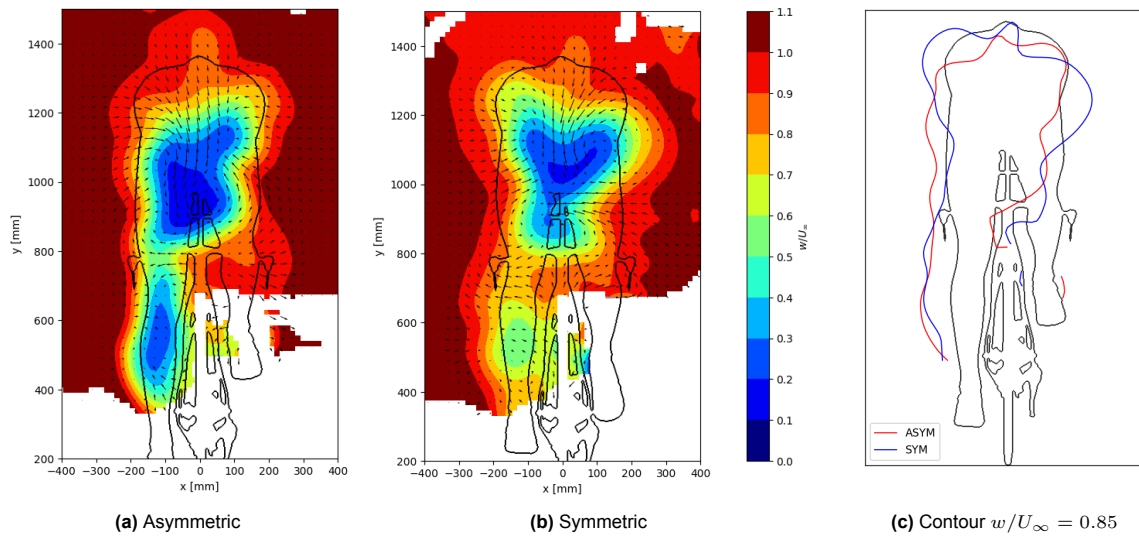 1400
1200
1000
800
600
400
200
y [mm]
−400 −300 −200 −100 0 100 200 300 400
x [mm]
(a) Asymmetric
1400
1200
1000
800
600
400
200
y [mm]
−400 −300 −200 −100 0 100 200 300 400
x [mm]
(b) Symmetric
1.1
1.0
0.9
0.8
0.7
0.6
0.5
0.4
0.3
0.2
0.1
0.0
w/U∞
ASYM
SYM
(c) Contour w/U∞ = 0.85